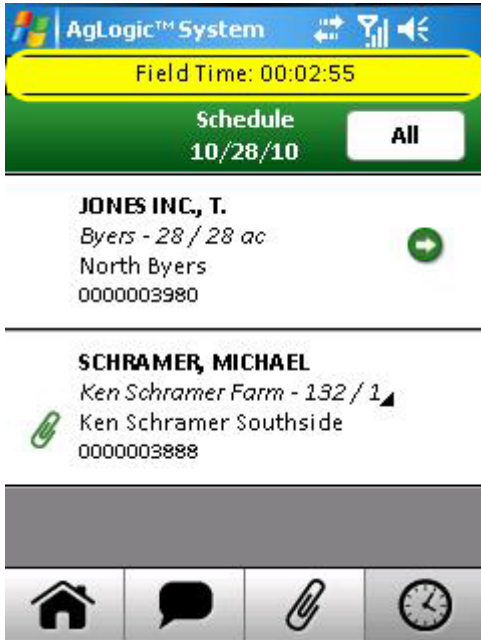 AgLogic™ System
Field Time: 00:02:55
Schedule
10/28/10
All
JONES INC., T.
Byers - 28 / 28 ac
North Byers
0000003980
SCHRAMER, MICHAEL
Ken Schramer Farm - 132 / 1
Ken Schramer Southside
0000003888